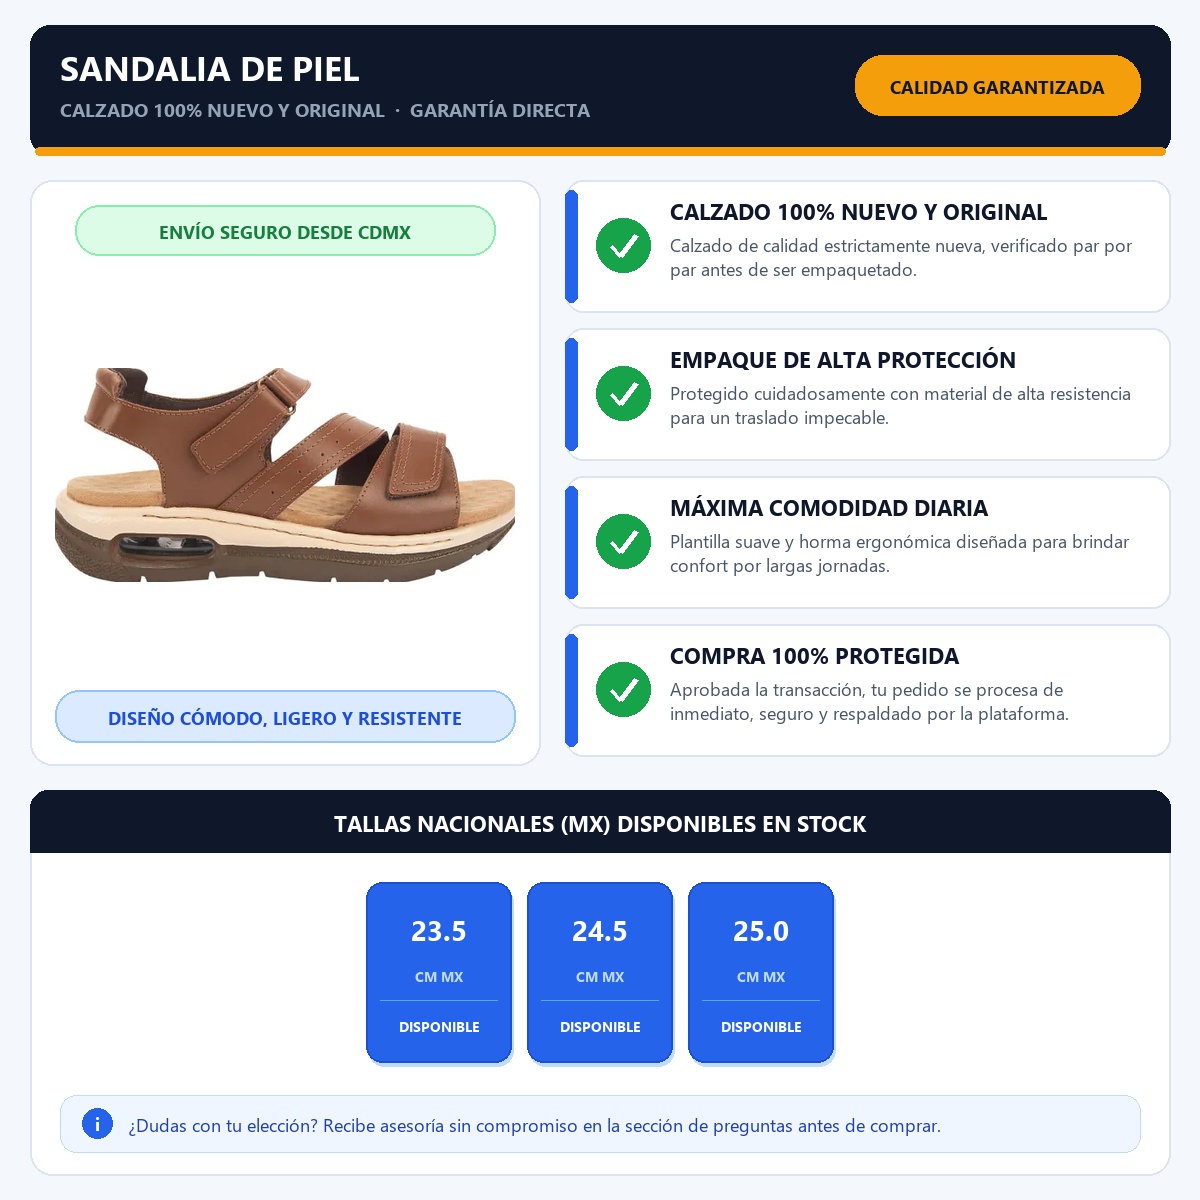 SANDALIA DE PIEL
CALZADO 100% NUEVO Y ORIGINAL · GARANTÍA DIRECTA
CALIDAD GARANTIZADA
ENVÍO SEGURO DESDE CDMX
DISEÑO CÓMODO, LIGERO Y RESISTENTE
CALZADO 100% NUEVO Y ORIGINAL
Calzado de calidad estrictamente nueva, verificado par por
par antes de ser empaquetado.
EMPAQUE DE ALTA PROTECCIÓN
Protegido cuidadosamente con material de alta resistencia
para un traslado impecable.
MÁXIMA COMODIDAD DIARIA
Plantilla suave y horma ergonómica diseñada para brindar
confort por largas jornadas.
COMPRA 100% PROTEGIDA
Aprobada la transacción, tu pedido se procesa de
inmediato, seguro y respaldado por la plataforma.
TALLAS NACIONALES (MX) DISPONIBLES EN STOCK
23.5
CM MX
DISPONIBLE
24.5
CM MX
DISPONIBLE
25.0
CM MX
DISPONIBLE
¿Dudas con tu elección? Recibe asesoría sin compromiso en la sección de preguntas antes de comprar.